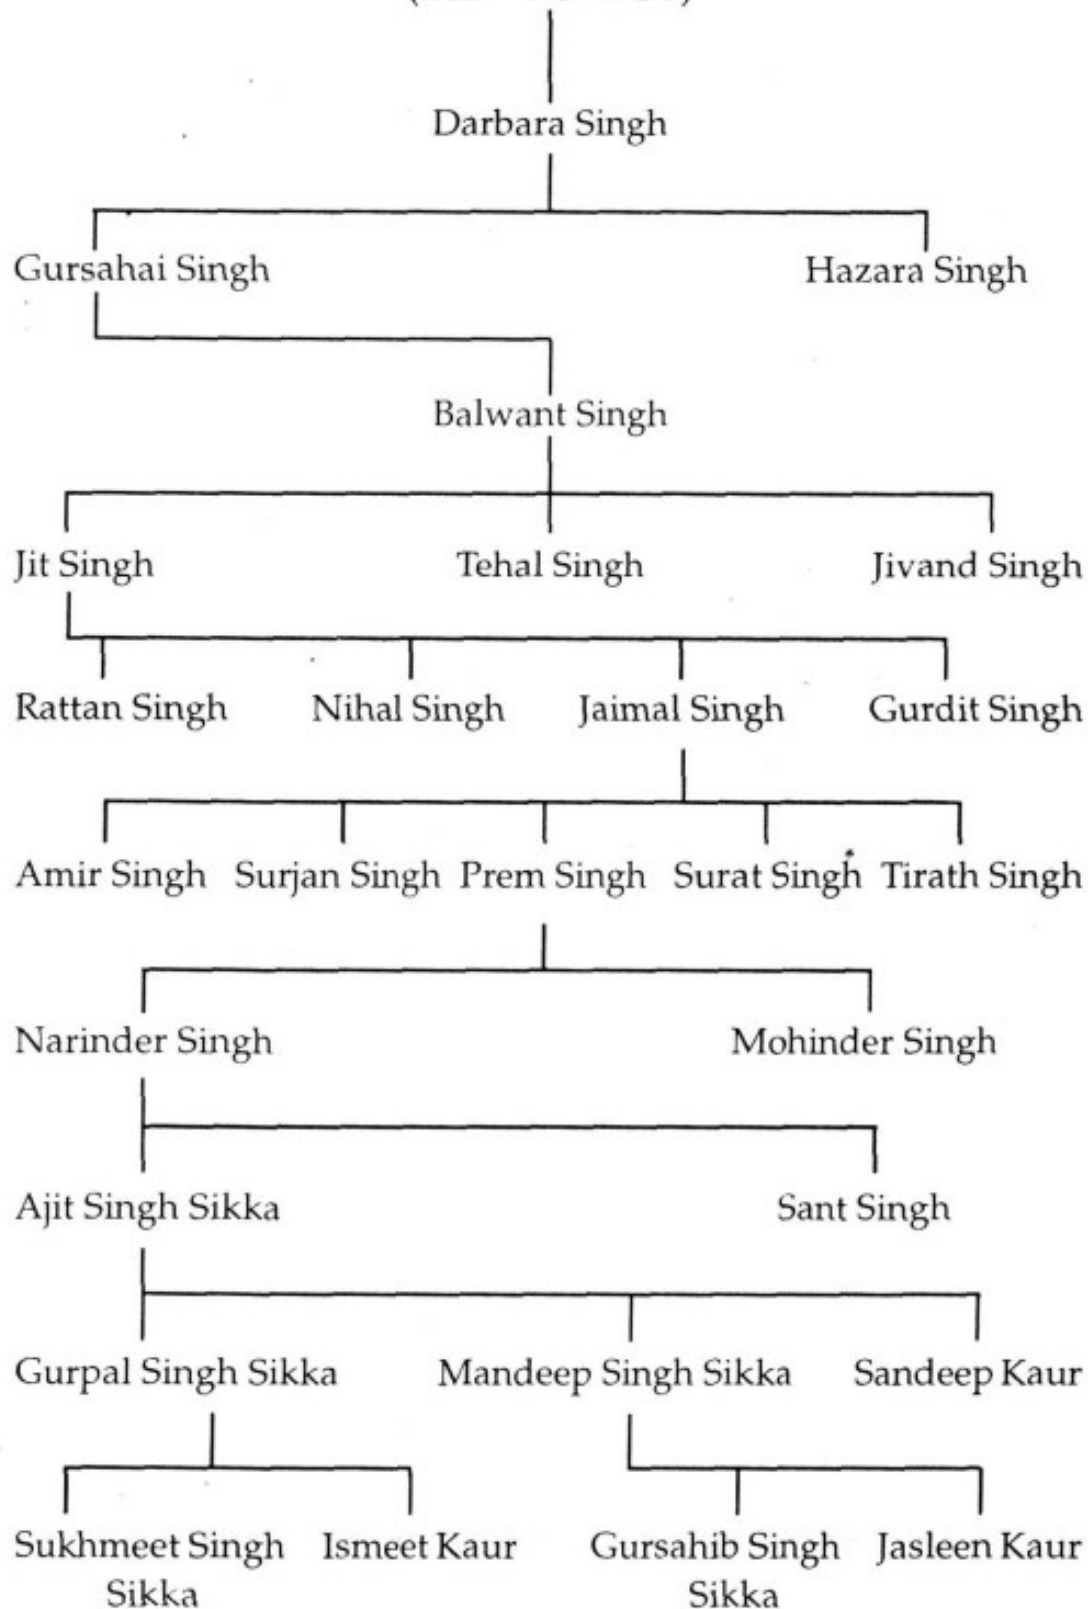 Darbara Singh
Gursahai Singh Hazara Singh
Balwant Singh
Jit Singh Tehal Singh Jivand Singh
Rattan Singh Nihal Singh Jaimal Singh Gurdit Singh
Amir Singh Surjan Singh Prem Singh Surat Singh Tirath Singh
Narinder Singh Mohinder Singh
Ajit Singh Sikka Sant Singh
Gurpal Singh Sikka Mandeep Singh Sikka Sandeep Kaur
Sukhmeet Singh Ismeet Kaur Gursahib Singh Jasleen Kaur
Sikka Sikka